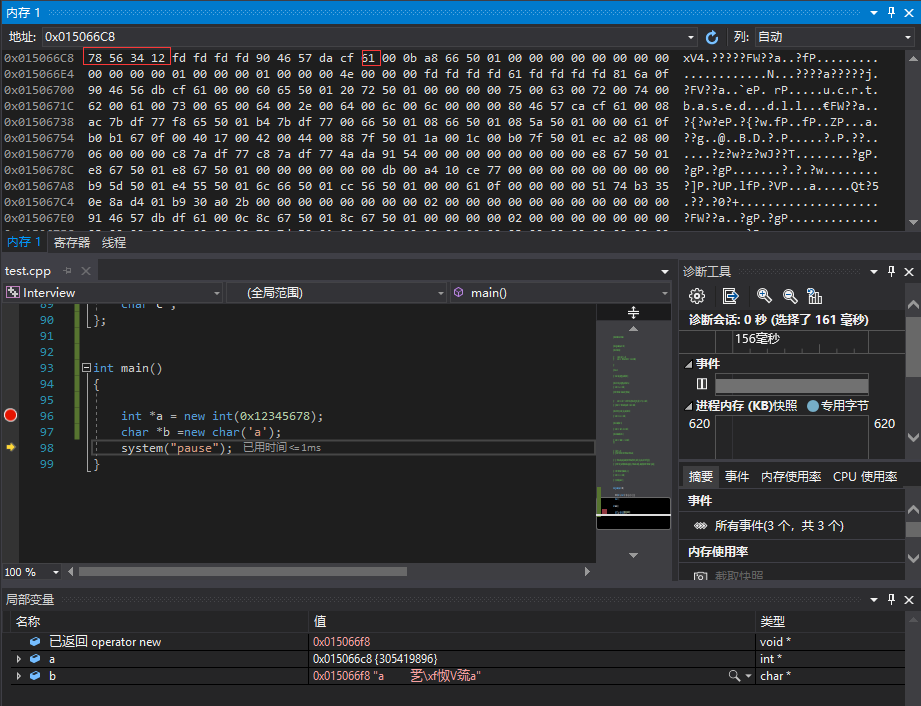 内存 1
地址: 0x015066C8 列: 自动
0x015066C8 78 56 34 12 fd fd fd fd 90 46 57 da cf 61 00 0b a8 66 50 01 00 00 00 00 00 00 00 00 xV4.?????FW??a..?fP.........
0x015066E4 00 00 00 00 01 00 00 00 01 00 00 00 4e 00 00 00 fd fd fd fd 61 fd fd fd fd 81 6a 0f ............N...????a?????j.
0x01506700 90 46 56 db cf 61 00 00 60 65 50 01 20 72 50 01 00 00 00 00 75 00 63 00 72 00 74 00 ?FV??a..`eP. rP.....u.c.r.t.
0x0150671C 62 00 61 00 73 00 65 00 64 00 2e 00 64 00 6c 00 6c 00 00 00 80 46 57 ca cf 61 00 08 b.a.s.e.d...d.l.l...€FW??a..
0x01506738 ac 7b df 77 f8 65 50 01 b4 7b df 77 00 66 50 01 08 66 50 01 08 5a 50 01 00 00 61 0f ?{?w?eP.?{?w.fP..fP..ZP...a.
0x01506754 b0 b1 67 0f 00 40 17 00 42 00 44 00 88 7f 50 01 1a 00 1c 00 b0 7f 50 01 ec a2 08 00 ??g..@..B.D.?.P.....?.P.??..
0x01506770 06 00 00 00 c8 7a df 77 c8 7a df 77 4a da 91 54 00 00 00 00 00 00 00 00 e8 67 50 01 ....?z?w?z?wJ??T........?gP.
0x0150678C e8 67 50 01 e8 67 50 01 00 00 00 00 00 00 db 00 a4 10 ce 77 00 00 00 00 00 00 00 00 ?gP.?gP.......?.?.?w........
0x015067A8 b9 5d 50 01 e4 55 50 01 6c 66 50 01 cc 56 50 01 00 00 61 0f 00 00 00 00 51 74 b3 35 ?]P.?UP.lfP.?VP...a.....Qt?5
0x015067C4 0e 8a d4 01 b9 30 a0 2b 00 00 00 00 00 00 00 00 02 00 00 00 00 00 00 00 00 00 00 00 .??.?0?+....................
0x015067E0 91 46 57 db df 61 00 0c 8c 67 50 01 8c 67 50 01 00 00 00 00 02 00 00 00 00 00 00 00 ?FW??a..?gP.?gP.............
内存 1 寄存器 线程
test.cpp
Interview (全局范围) main()
89 char c ;
90 };
91
92
93 int main()
94 {
95
96 int *a = new int(0x12345678);
97 char *b =new char('a');
98 system("pause"); 已用时间<=1ms
99 }
100 %
诊断工具
诊断会话: 0 秒 (选择了 161 毫秒)
156毫秒
事件
进程内存 (KB) 快照 专用字节
620 620
摘要 事件 内存使用率 CPU 使用率
事件
所有事件(3 个，共 3 个)
内存使用率
截取快照
局部变量
名称 值 类型
已返回 operator new 0x015066f8 void *
a 0x015066c8 {305419896} int *